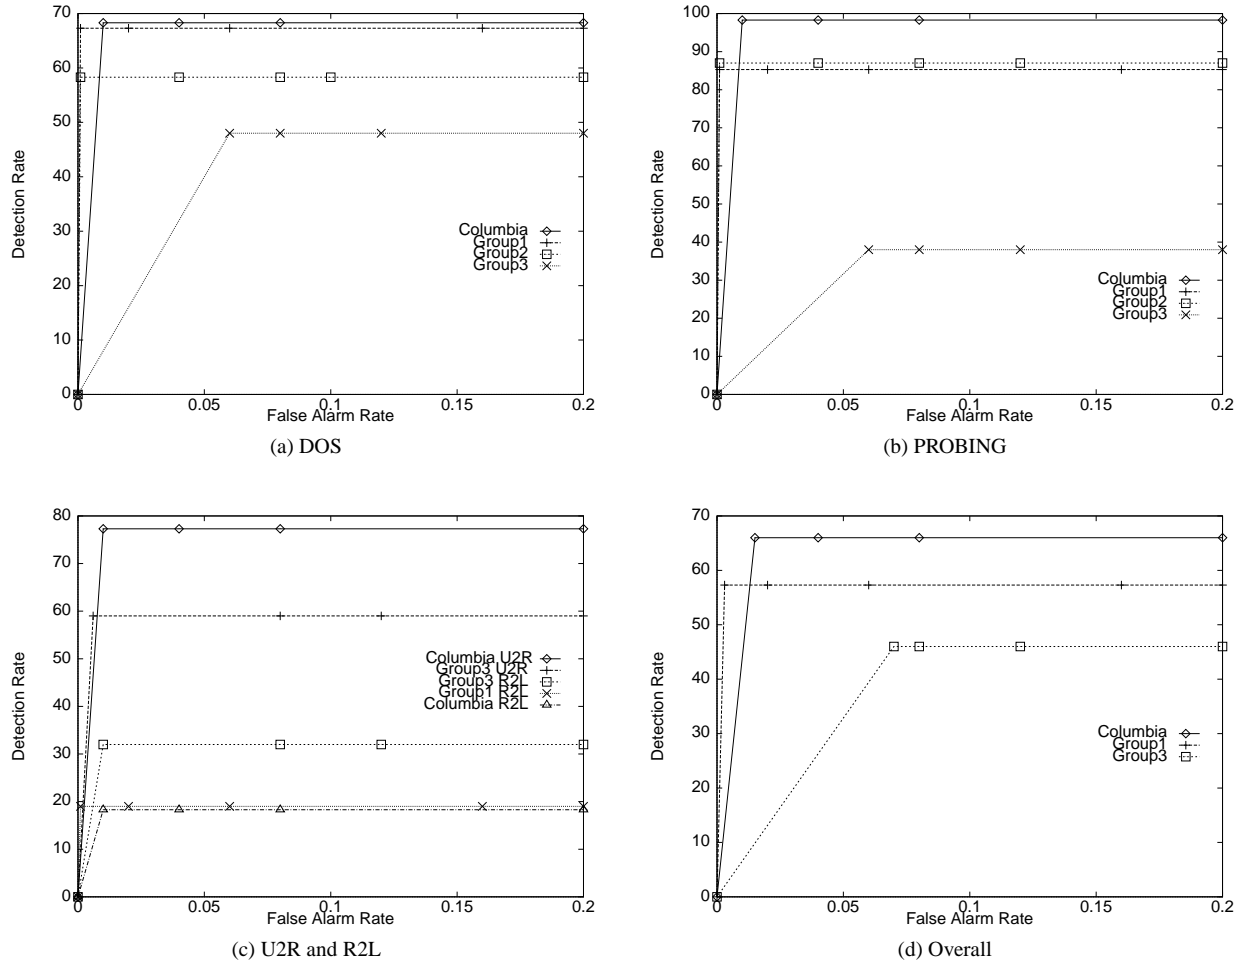 70
60
50
40
30
20
10
0
Detection Rate
0 0.05 0.1 0.15 0.2
False Alarm Rate
Columbia
Group1
Group2
Group3
(a) DOS
100
90
80
70
60
50
40
30
20
10
0
Detection Rate
0 0.05 0.1 0.15 0.2
False Alarm Rate
Columbia
Group1
Group2
Group3
(b) PROBING
80
70
60
50
40
30
20
10
0
Detection Rate
0 0.05 0.1 0.15 0.2
False Alarm Rate
Columbia U2R
Group3 U2R
Group3 R2L
Group1 R2L
Columbia R2L
(c) U2R and R2L
70
60
50
40
30
20
10
0
Detection Rate
0 0.05 0.1 0.15 0.2
False Alarm Rate
Columbia
Group1
Group3
(d) Overall